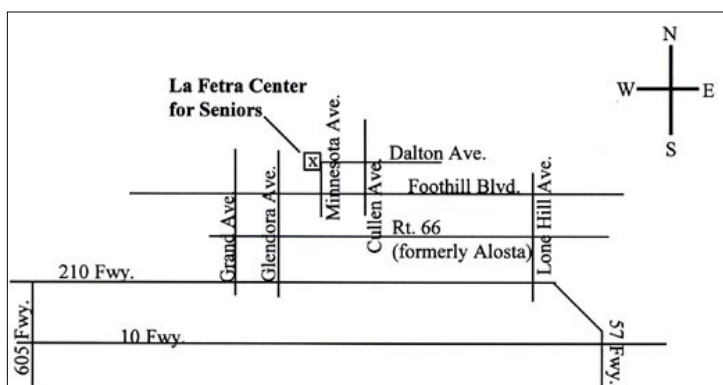 N
La Fetra Center
for Seniors
W E
S
Minnesota Ave.
Dalton Ave.
Cullen Ave.
Foothill Blvd.
Lone Hill Ave.
Grand Ave.
Glendora Ave.
Rt. 66
(formerly Alosta)
210 Fwy.
605 Fwy.
10 Fwy.
57 Fwy.
x